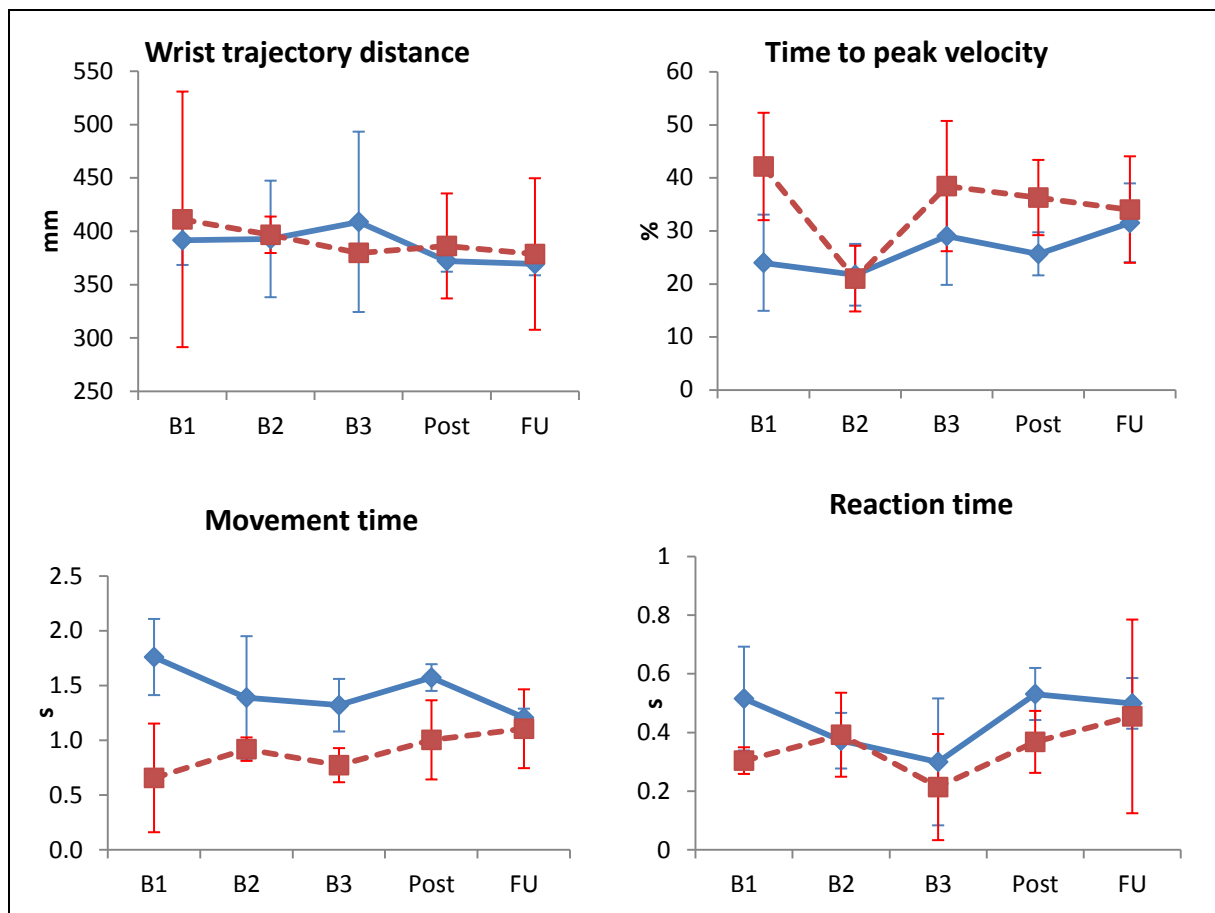 Wrist trajectory distance
550
500
450
400
350
300
250
mm
B1 B2 B3 Post FU
Time to peak velocity
60
50
40
30
20
10
0
%
B1 B2 B3 Post FU
Movement time
2.5
2.0
1.5
1.0
0.5
0.0
s
B1 B2 B3 Post FU
Reaction time
1
0.8
0.6
0.4
0.2
0
s
B1 B2 B3 Post FU